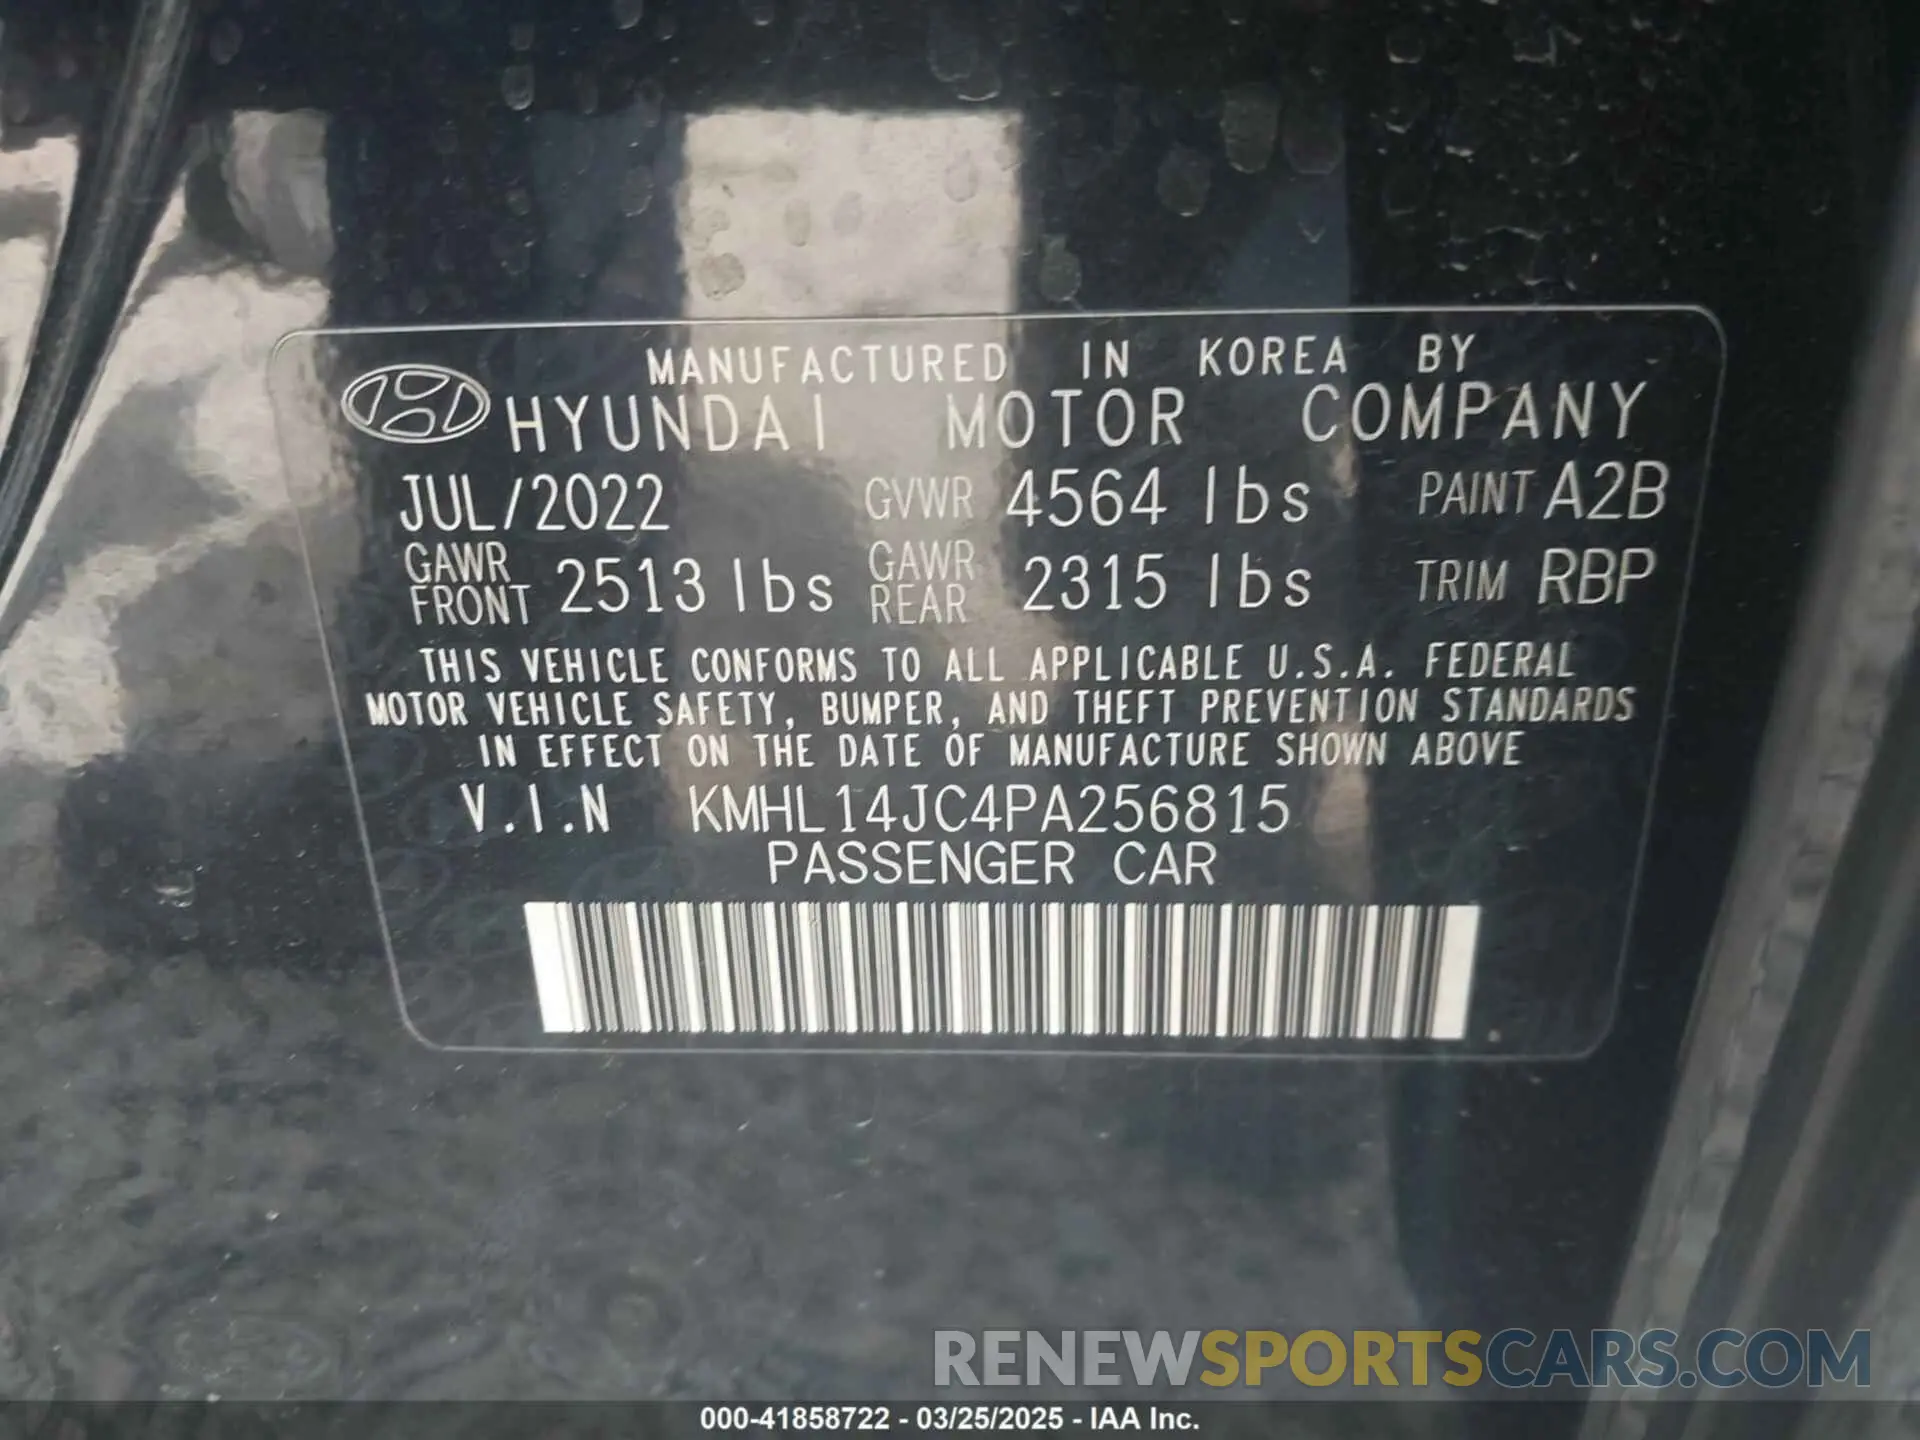 MANUFACTURED IN KOREA BY
HYUNDAI MOTOR COMPANY
JUL/2022 GVWR 4564 lbs PAINT A2B
GAWR FRONT 2513 lbs GAWR REAR 2315 lbs TRIM RBP
THIS VEHICLE CONFORMS TO ALL APPLICABLE U.S.A. FEDERAL
MOTOR VEHICLE SAFETY, BUMPER, AND THEFT PREVENTION STANDARDS
IN EFFECT ON THE DATE OF MANUFACTURE SHOWN ABOVE
V.I.N KMHL14JC4PA256815
PASSENGER CAR
RENEWSPORTSCARS.COM
000-41858722 - 03/25/2025 - IAA Inc.